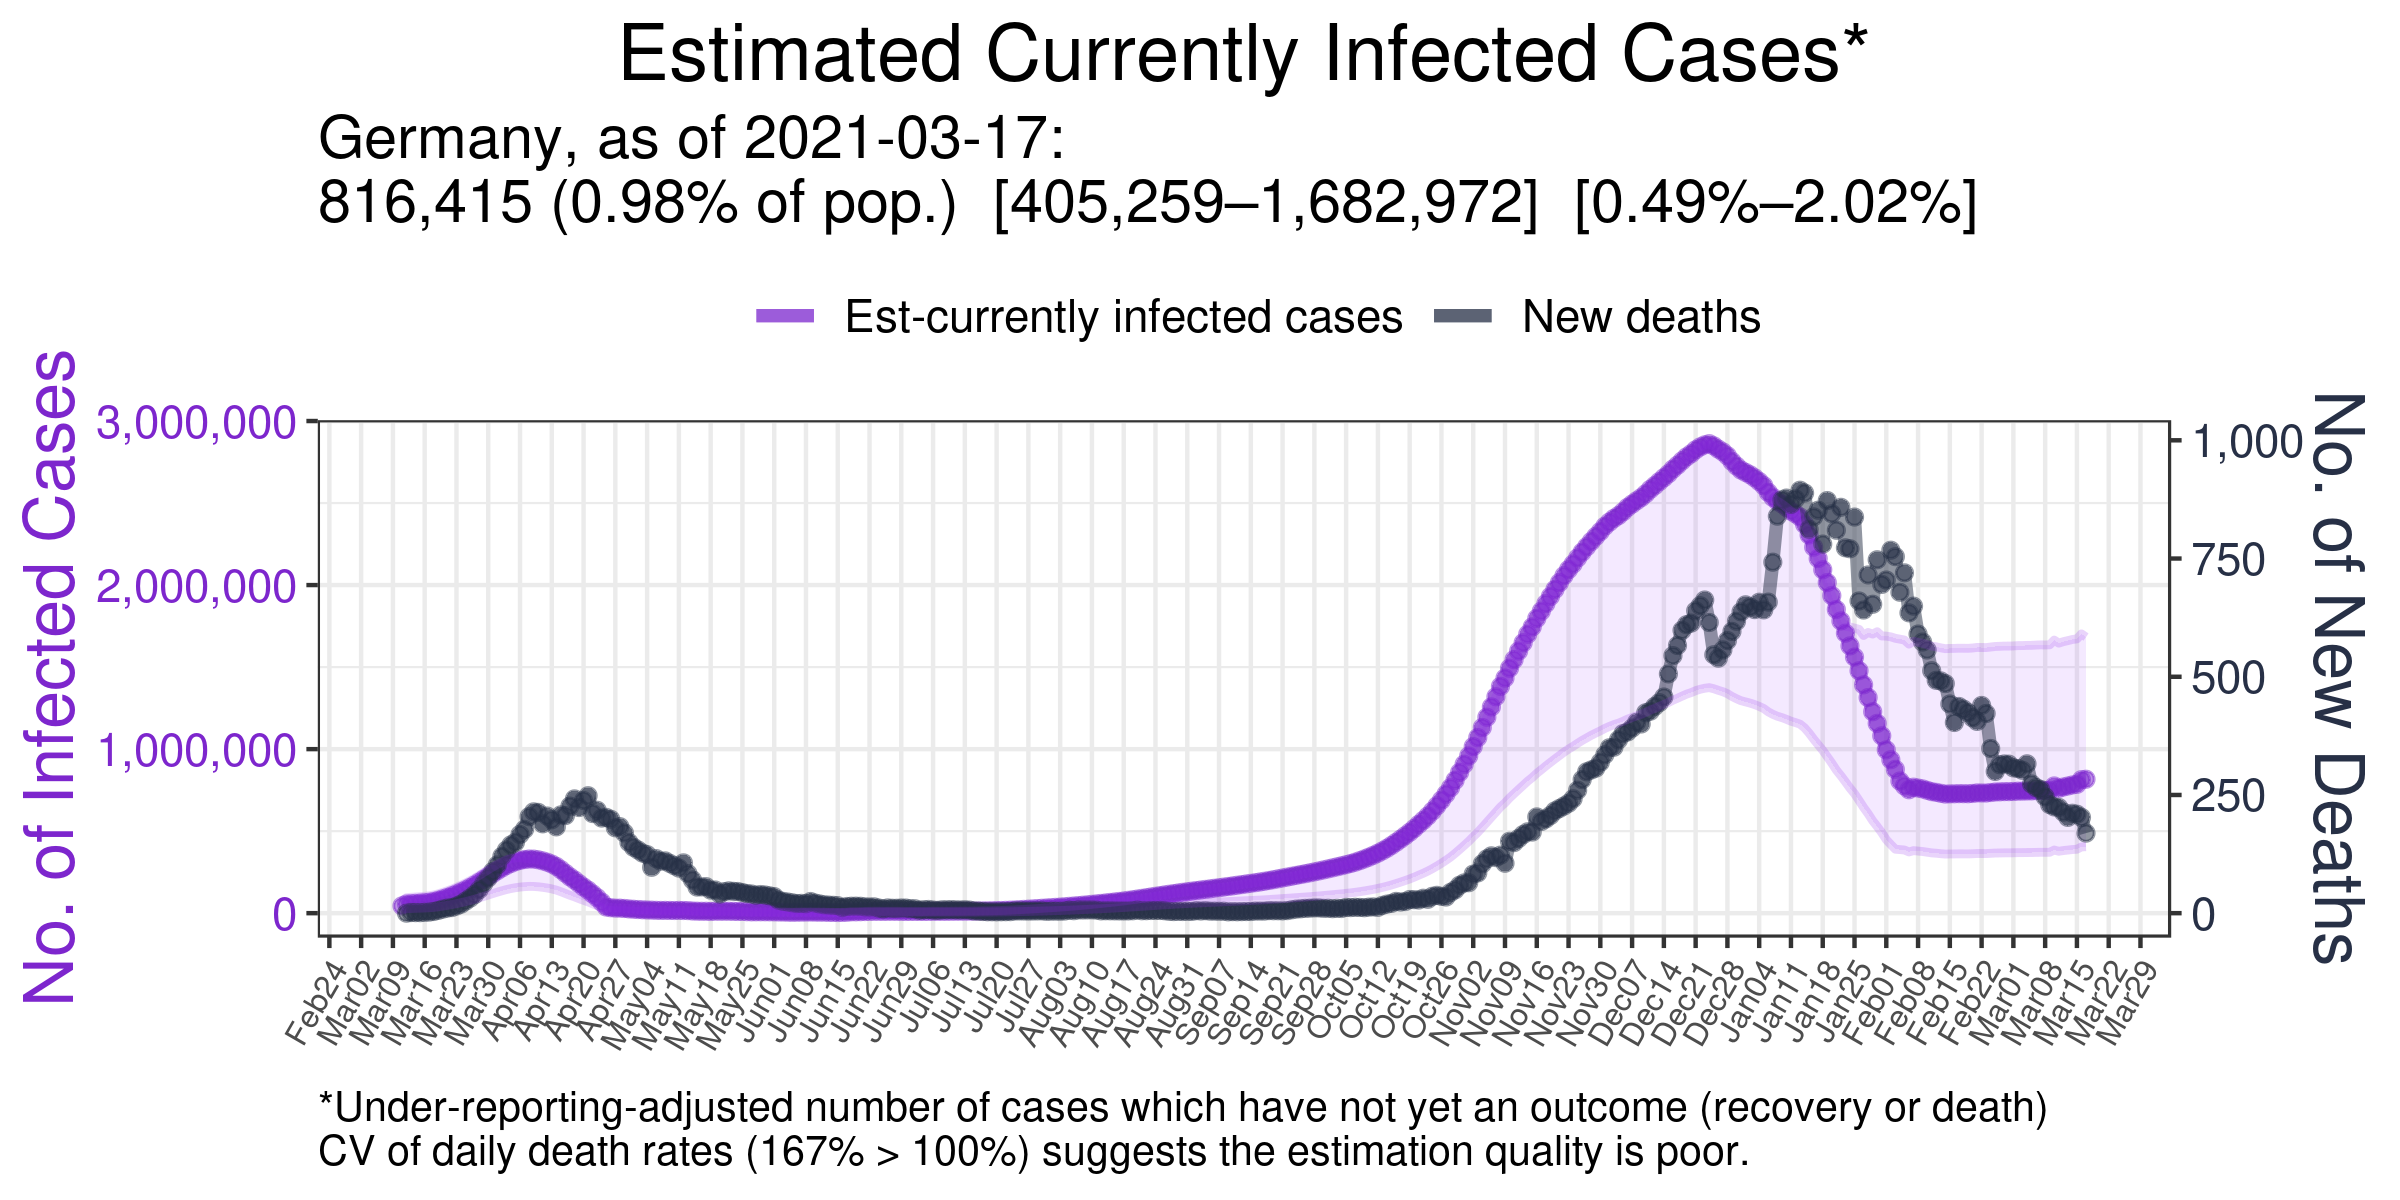 Estimated Currently Infected Cases*
Germany, as of 2021-03-17:
816,415 (0.98% of pop.) [405,259–1,682,972] [0.49%–2.02%]
Est-currently infected cases
New deaths
No. of Infected Cases
3,000,000
2,000,000
1,000,000
0
1,000
750
500
250
0
No. of New Deaths
Feb24
Mar02
Mar09
Mar16
Mar23
Mar30
Apr06
Apr13
Apr20
Apr27
May04
May11
May18
May25
Jun01
Jun08
Jun15
Jun22
Jun29
Jul06
Jul13
Jul20
Jul27
Aug03
Aug10
Aug17
Aug24
Aug31
Sep07
Sep14
Sep21
Sep28
Oct05
Oct12
Oct19
Oct26
Nov02
Nov09
Nov16
Nov23
Nov30
Dec07
Dec14
Dec21
Dec28
Jan04
Jan11
Jan18
Jan25
Feb01
Feb08
Feb15
Feb22
Mar01
Mar08
Mar15
Mar22
Mar29
*Under-reporting-adjusted number of cases which have not yet an outcome (recovery or death)
CV of daily death rates (167% > 100%) suggests the estimation quality is poor.